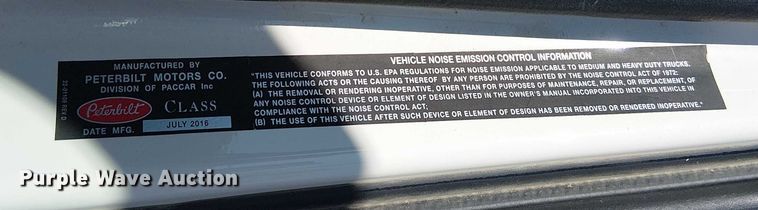 MANUFACTURED BY
PETERBILT MOTORS CO.
DIVISION OF PACCAR Inc
Peterbilt CLASS
DATE MFG. JULY 2016
22-01108 REV D
VEHICLE NOISE EMISSION CONTROL INFORMATION
"THIS VEHICLE CONFORMS TO U.S. EPA REGULATIONS FOR NOISE EMISSION APPLICABLE TO MEDIUM AND HEAVY DUTY TRUCKS.
THE FOLLOWING ACTS OR THE CAUSING THEREOF BY ANY PERSON ARE PROHIBITED BY THE NOISE CONTROL ACT OF 1972:
(A) THE REMOVAL OR RENDERING INOPERATIVE, OTHER THAN FOR PURPOSES OF MAINTENANCE, REPAIR, OR REPLACEMENT, OF
ANY NOISE CONTROL DEVICE OR ELEMENT OF DESIGN LISTED IN THE OWNER'S MANUAL INCORPORATED INTO THIS VEHICLE IN
COMPLIANCE WITH THE NOISE CONTROL ACT;
(B) THE USE OF THIS VEHICLE AFTER SUCH DEVICE OR ELEMENT OF DESIGN HAS BEEN REMOVED OR RENDERED INOPERATIVE."
Purple Wave Auction